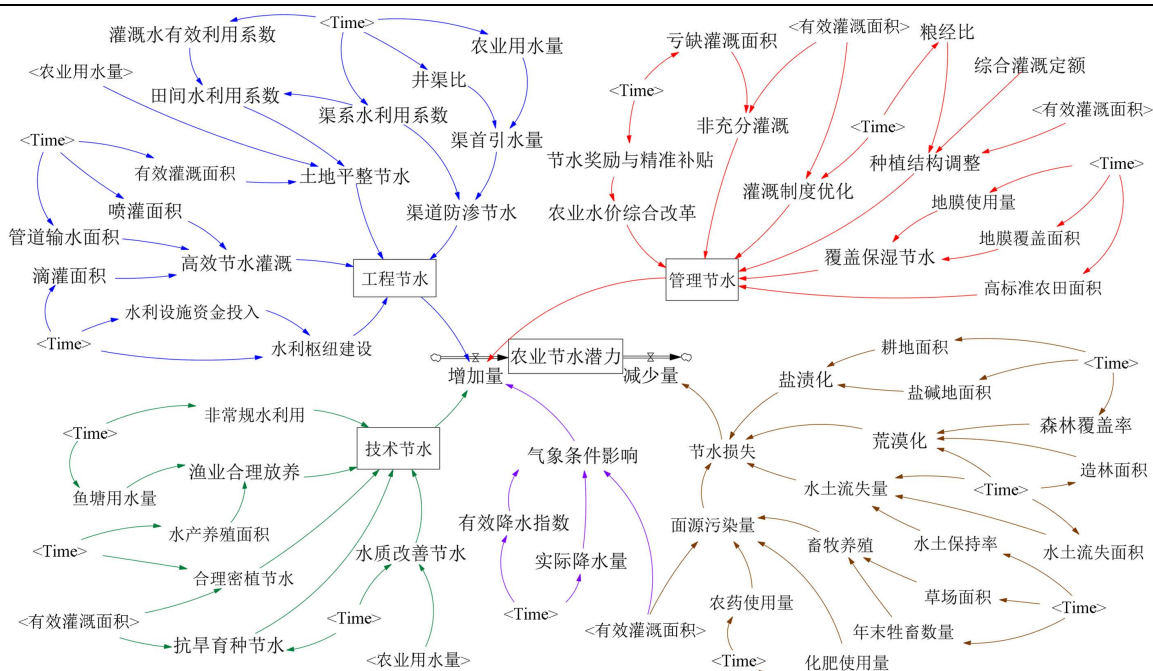 <Time>
灌溉水有效利用系数
农业用水量
<农业用水量>
井渠比
田间水利用系数
渠系水利用系数
渠首引水量
<Time>
有效灌溉面积
土地平整节水
喷灌面积
渠道防渗节水
管道输水面积
高效节水灌溉
滴灌面积
工程节水
水利设施资金投入
<Time>
水利枢纽建设
亏缺灌溉面积
<有效灌溉面积>
粮经比
综合灌溉定额
<Time>
<有效灌溉面积>
非充分灌溉
<Time>
种植结构调整
节水奖励与精准补贴
灌溉制度优化
<Time>
地膜使用量
农业水价综合改革
地膜覆盖面积
覆盖保湿节水
管理节水
高标准农田面积
农业节水潜力
增加量
减少量
非常规水利用
<Time>
技术节水
渔业合理放养
鱼塘用水量
水产养殖面积
<Time>
水质改善节水
合理密植节水
<有效灌溉面积>
<Time>
抗旱育种节水
<农业用水量>
气象条件影响
有效降水指数
实际降水量
<Time>
<有效灌溉面积>
耕地面积
<Time>
盐渍化
盐碱地面积
森林覆盖率
荒漠化
节水损失
造林面积
水土流失量
<Time>
面源污染量
畜牧养殖
水土保持率
水土流失面积
农药使用量
草场面积
<Time>
年末牲畜数量
<Time>
化肥使用量